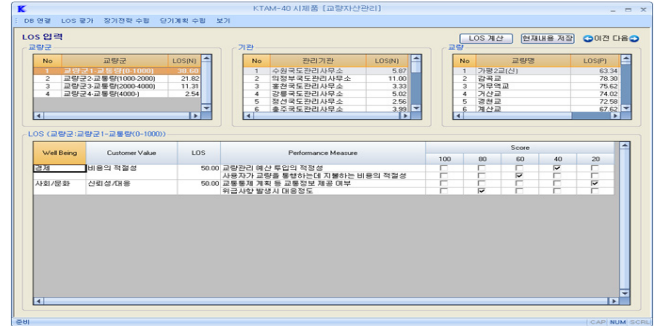 KTAM-40 시제품 [교량자산관리]
DB 연결 LOS 평가 장기전략 수립 단기계획 수립 보기
LOS 입력
LOS 계산 현재내용 저장 이전 다음
교량군 기관 교량
No 교량군 LOS(N)
1 교량군1-교통량(0-1000) 30.60
2 교량군2-교통량(1000-2000) 21.82
3 교량군3-교통량(2000-4000) 11.31
4 교량군4-교통량(4000-) 2.54
No 관리기관 LOS(N)
1 수원국도관리사무소 5.87
2 의정부국도관리사무소 11.00
3 홍천국도관리사무소 3.33
4 강릉국도관리사무소 5.02
5 정선국도관리사무소 2.56
6 충주국도관리사무소 3.99
No 교량명 LOS(P)
1 가평2교(신) 63.34
2 감곡교 78.30
3 거무역교 75.62
4 거산교 74.02
5 광천교 72.58
6 계산교 67.62
LOS (교량군:교량군1-교통량(0-1000))
Well Being Customer Value LOS Performance Measure Score
100 80 60 40 20
경제 비용의 적절성 50.00 교량관리 예산 투입의 적정성
사용자가 교량을 통행하는데 지불하는 비용의 적절성
사회/문화 신뢰성/대응 50.00 교통통제 계획 등 교통정보 제공 여부
위급사항 발생시 대응정도
준비 CAP NUM SCRL